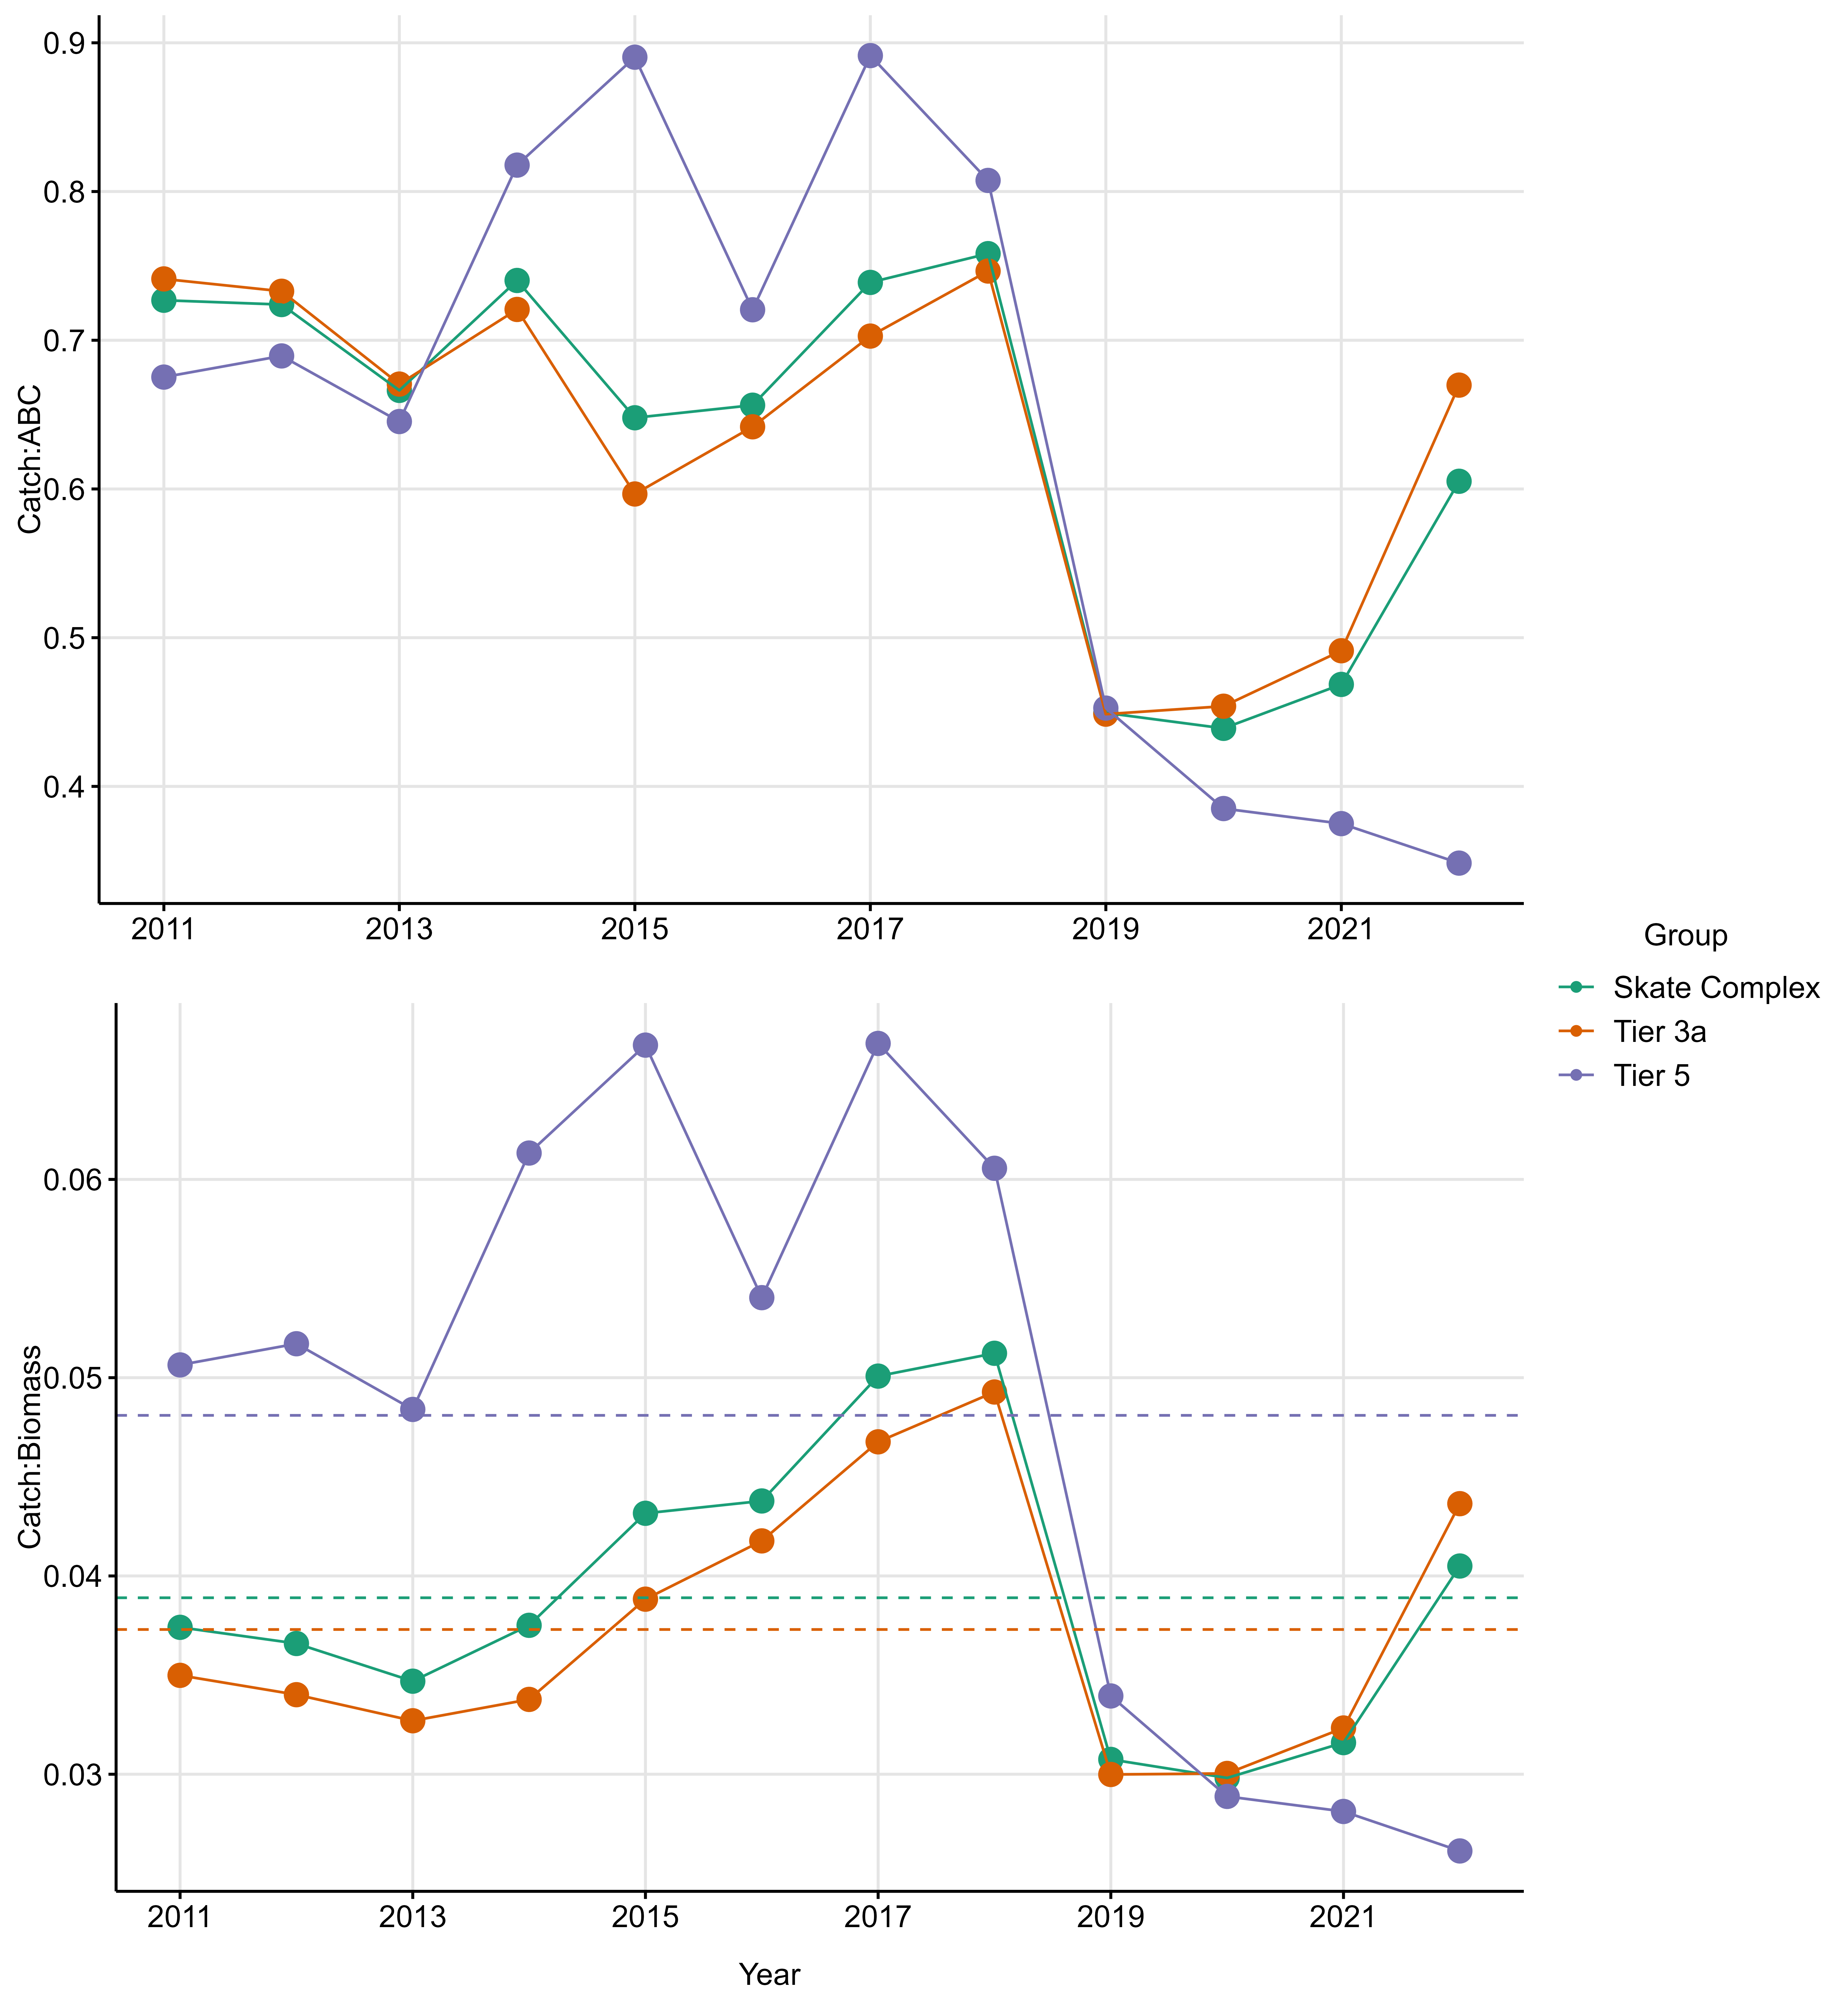 0.9
0.8
0.7
0.6
0.5
0.4
Catch:ABC
2011 2013 2015 2017 2019 2021
Group
Skate Complex
Tier 3a
Tier 5
0.06
0.05
0.04
0.03
Catch:Biomass
2011 2013 2015 2017 2019 2021
Year